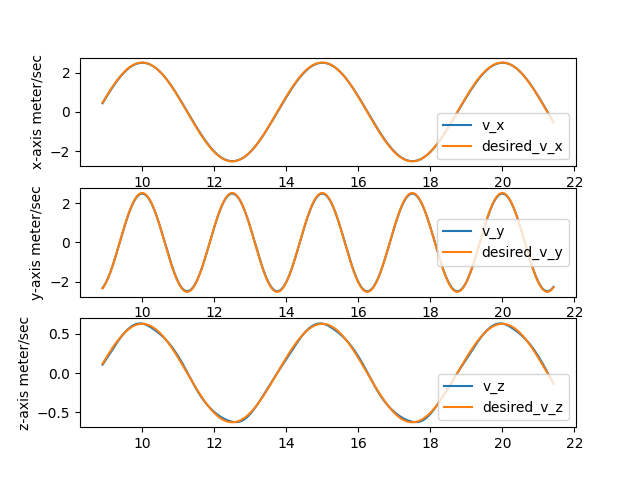 x-axis meter/sec
2
0
−2
v_x
desired_v_x
10 12 14 16 18 20 22
y-axis meter/sec
2
0
−2
v_y
desired_v_y
10 12 14 16 18 20 22
z-axis meter/sec
0.5
0.0
−0.5
v_z
desired_v_z
10 12 14 16 18 20 22